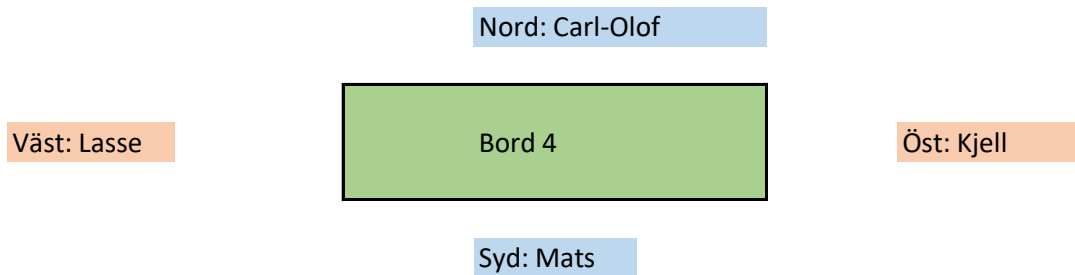 Nord: Carl-Olof
Väst: Lasse
Bord 4
Öst: Kjell
Syd: Mats